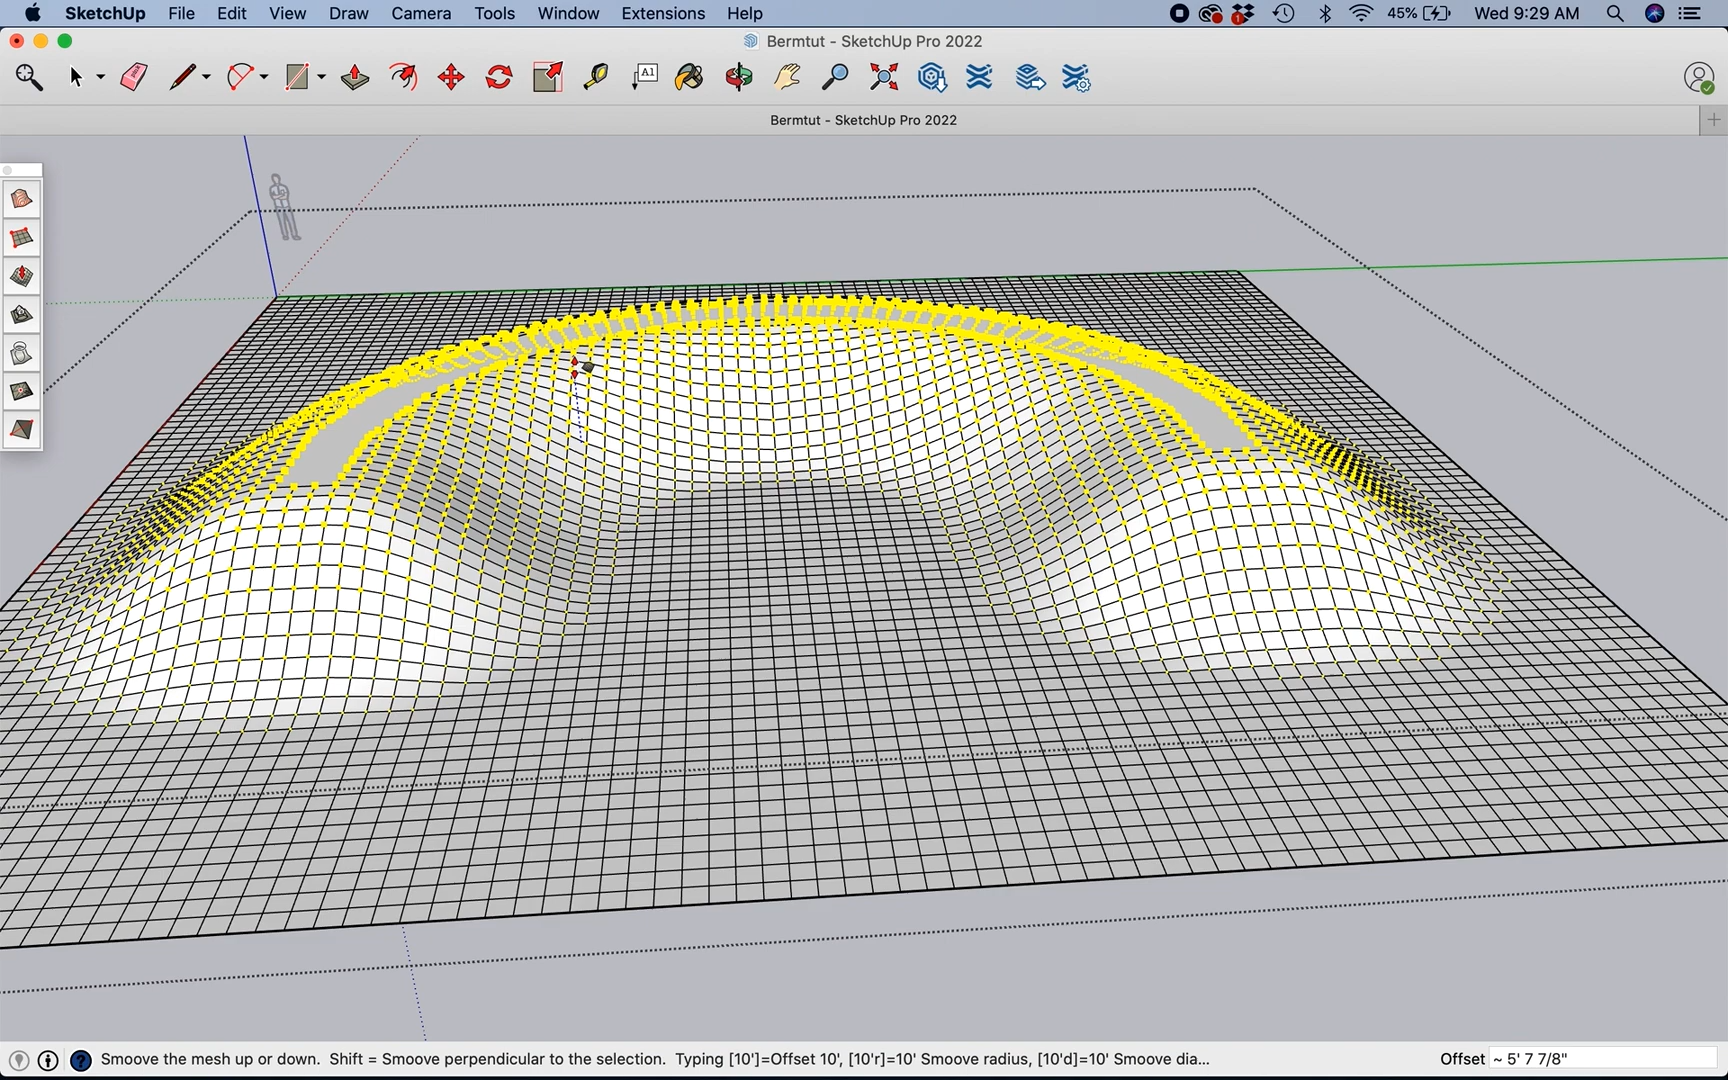 SketchUp File Edit View Draw Camera Tools Window Extensions Help 1 45% Wed 9:29 AM
Bermtut - SketchUp Pro 2022
A1
Bermtut - SketchUp Pro 2022
Smoove the mesh up or down. Shift = Smoove perpendicular to the selection. Typing [10']=Offset 10', [10'r]=10' Smoove radius, [10'd]=10' Smoove dia... Offset ~ 5' 7 7/8"